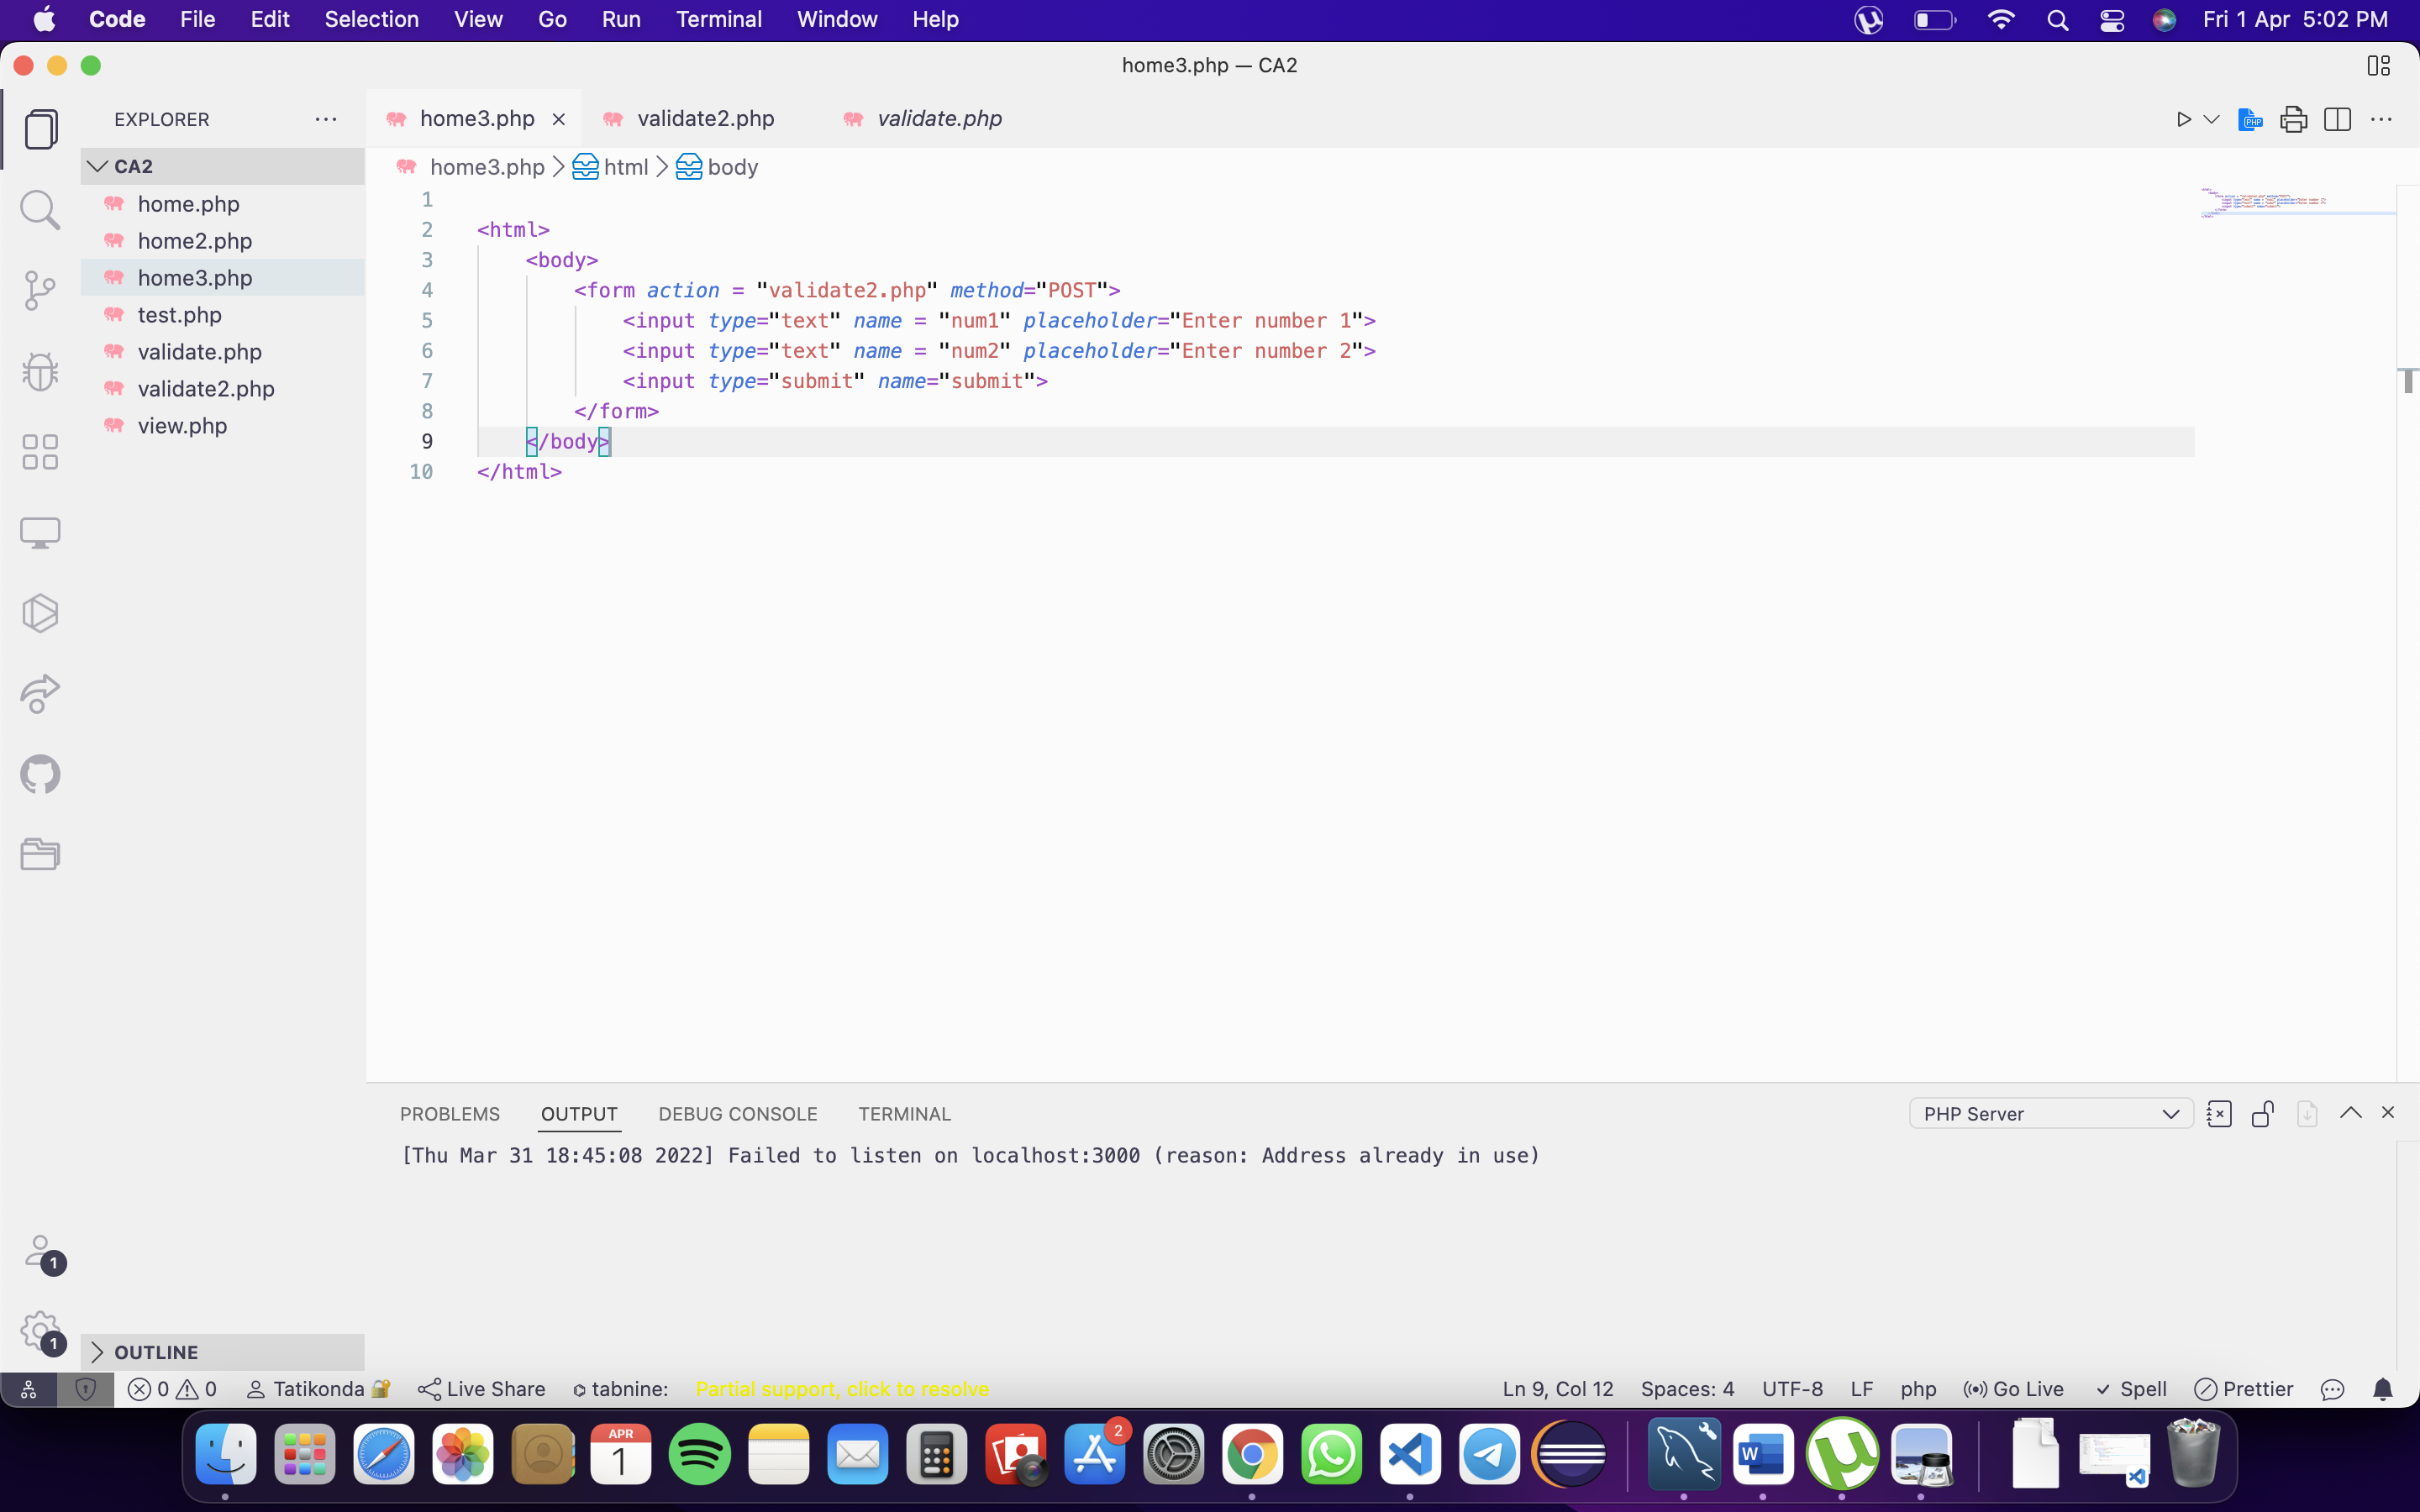 Code File Edit Selection View Go Run Terminal Window Help Fri 1 Apr 5:02 PM
home3.php — CA2
EXPLORER
home3.php validate2.php validate.php
CA2
home3.php html body
home.php
home2.php
home3.php
test.php
validate.php
validate2.php
view.php
1
2 <html>
3 <body>
4 <form action = "validate2.php" method="POST">
5 <input type="text" name = "num1" placeholder="Enter number 1">
6 <input type="text" name = "num2" placeholder="Enter number 2">
7 <input type="submit" name="submit">
8 </form>
9 </body>
10 </html>
PROBLEMS OUTPUT DEBUG CONSOLE TERMINAL PHP Server
[Thu Mar 31 18:45:08 2022] Failed to listen on localhost:3000 (reason: Address already in use)
1
1
OUTLINE
0 0 Tatikonda Live Share tabnine: Partial support, click to resolve Ln 9, Col 12 Spaces: 4 UTF-8 LF php Go Live Spell Prettier
APR
1
2
W